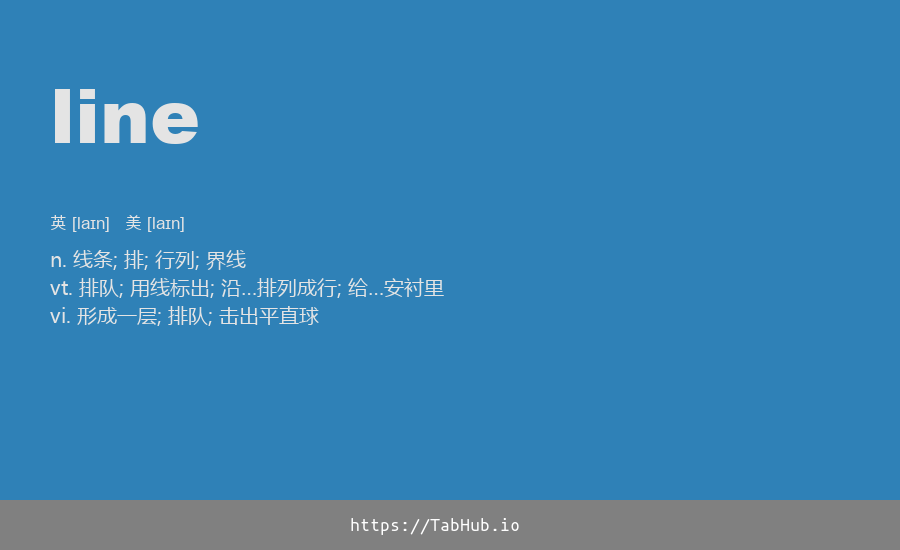 line
英 [laɪn] 美 [laɪn]
n. 线条; 排; 行列; 界线
vt. 排队; 用线标出; 沿...排列成行; 给...安衬里
vi. 形成一层; 排队; 击出平直球
https://TabHub.io